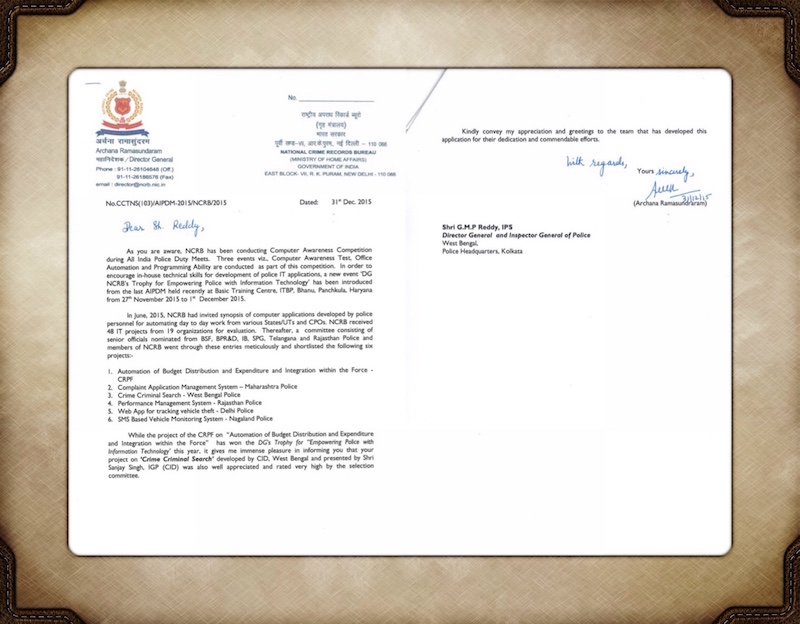 अर्चना रामासुंदरम
Archana Ramasundaram
महानिदेशक / Director General
Phone : 91-11-26104648 (Off.)
91-11-26186576 (Fax)
email : director@ncrb.nic.in
No.
राष्ट्रीय अपराध रिकार्ड ब्यूरो
(गृह मंत्रालय)
भारत सरकार
पूर्वी खण्ड-VII, आर.के.पुरम, नई दिल्ली - 110 066
NATIONAL CRIME RECORDS BUREAU
(MINISTRY OF HOME AFFAIRS)
GOVERNMENT OF INDIA
EAST BLOCK- VII, R. K. PURAM, NEW DELHI - 110 066
No.CCTNS(103)/AIPDM-2015/NCRB/2015 Dated: 31st Dec. 2015
Dear Sh. Reddy,
As you are aware, NCRB has been conducting Computer Awareness Competition
during All India Police Duty Meets. Three events viz., Computer Awareness Test, Office
Automation and Programming Ability are conducted as part of this competition. In order to
encourage in-house technical skills for development of police IT applications, a new event 'DG
NCRB's Trophy for Empowering Police with Information Technology' has been introduced
from the last AIPDM held recently at Basic Training Centre, ITBP, Bhanu, Panchkula, Haryana
from 27th November 2015 to 1st December 2015.
In June, 2015, NCRB had invited synopsis of computer applications developed by police
personnel for automating day to day work from various States/UTs and CPOs. NCRB received
48 IT projects from 19 organizations for evaluation. Thereafter, a committee consisting of
senior officials nominated from BSF, BPR&D, IB, SPG, Telangana and Rajasthan Police and
members of NCRB went through these entries meticulously and shortlisted the following six
projects:-
1. Automation of Budget Distribution and Expenditure and Integration within the Force -
CRPF
2. Complaint Application Management System – Maharashtra Police
3. Crime Criminal Search - West Bengal Police
4. Performance Management System - Rajasthan Police
5. Web App for tracking vehicle theft - Delhi Police
6. SMS Based Vehicle Monitoring System - Nagaland Police
While the project of the CRPF on "Automation of Budget Distribution and Expenditure
and Integration within the Force" has won the DG's Trophy for "Empowering Police with
Information Technology' this year, it gives me immense pleasure in informing you that your
project on "Crime Criminal Search" developed by CID, West Bengal and presented by Shri
Sanjay Singh, IGP (CID) was also well appreciated and rated very high by the selection
committee.
Kindly convey my appreciation and greetings to the team that has developed this
application for their dedication and commendable efforts.
With regards,
Yours sincerely,
31/12/15
(Archana Ramasundraram)
Shri G.M.P Reddy, IPS
Director General and Inspector General of Police
West Bengal,
Police Headquarters, Kolkata